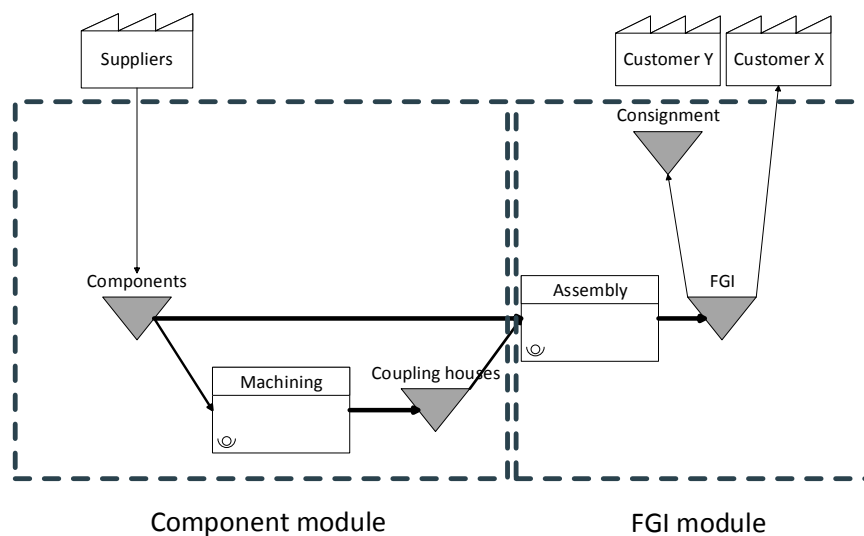 Suppliers
Customer Y
Customer X
Consignment
Components
FGI
Assembly
Machining
Coupling houses
Component module
FGI module